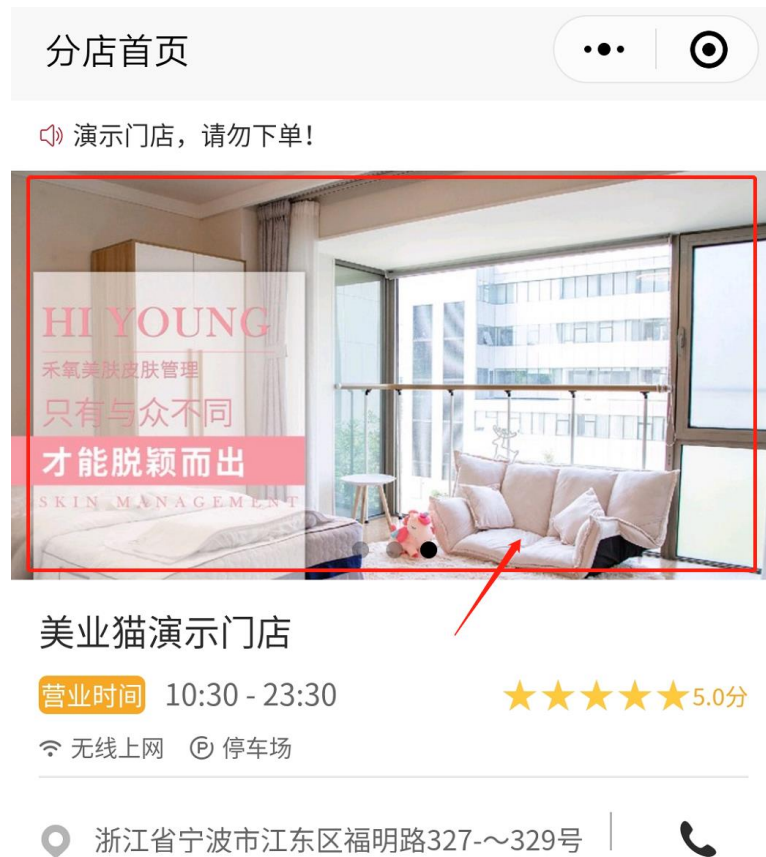 分店首页
演示门店，请勿下单！
HI YOUNG
禾氧美肤皮肤管理
只有与众不同
才能脱颖而出
SKIN MANAGEMENT
美业猫演示门店
营业时间 10:30 - 23:30 5.0分
无线上网 停车场
浙江省宁波市江东区福明路327-～329号